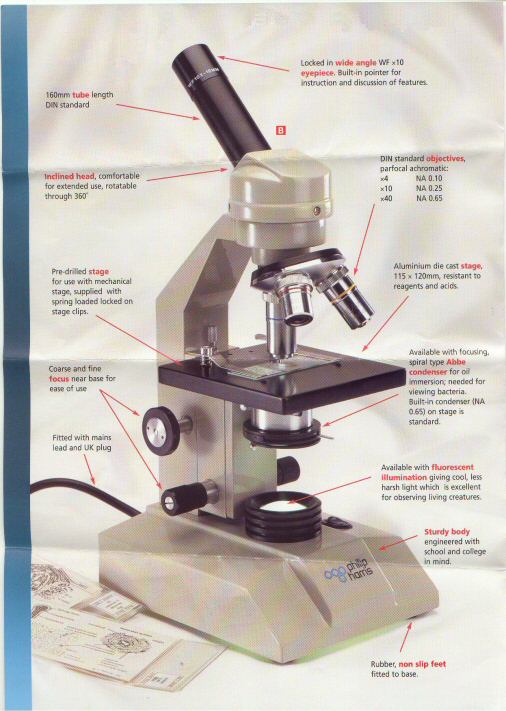 Locked in wide angle WF ×10
eyepiece. Built-in pointer for
instruction and discussion of features.
160mm tube length
DIN standard
B
DIN standard objectives,
parfocal achromatic:
×4 NA 0.10
×10 NA 0.25
×40 NA 0.65
Inclined head, comfortable
for extended use, rotatable
through 360°
Aluminium die cast stage,
115 × 120mm, resistant to
reagents and acids.
Pre-drilled stage
for use with mechanical
stage, supplied with
spring loaded locked on
stage clips.
Available with focusing,
spiral type Abbe
condenser for oil
immersion; needed for
viewing bacteria.
Built-in condenser (NA
0.65) on stage is
standard.
Coarse and fine
focus near base for
ease of use
Fitted with mains
lead and UK plug
Available with fluorescent
illumination giving cool, less
harsh light which is excellent
for observing living creatures.
Sturdy body
engineered with
school and college
in mind.
philip
harris
Rubber, non slip feet
fitted to base.